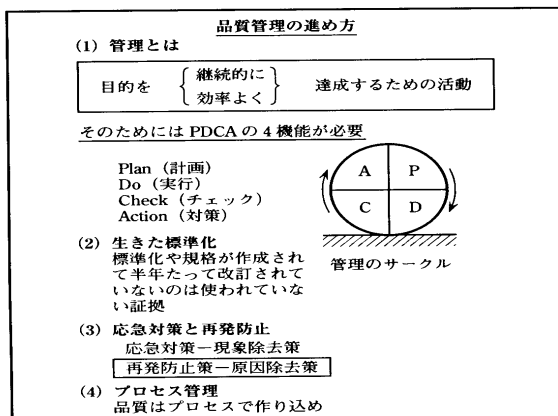 品質管理の進め方
(1) 管理とは
目的を { 継続的に 効率よく } 達成するための活動
そのためには PDCA の 4 機能が必要
Plan (計画)
Do (実行)
Check (チェック)
Action (対策)
A P
C D
管理のサークル
(2) 生きた標準化
標準化や規格が作成され
て半年たって改訂されて
いないのは使われていな
い証拠
(3) 応急対策と再発防止
応急対策－現象除去策
再発防止策－原因除去策
(4) プロセス管理
品質はプロセスで作り込め